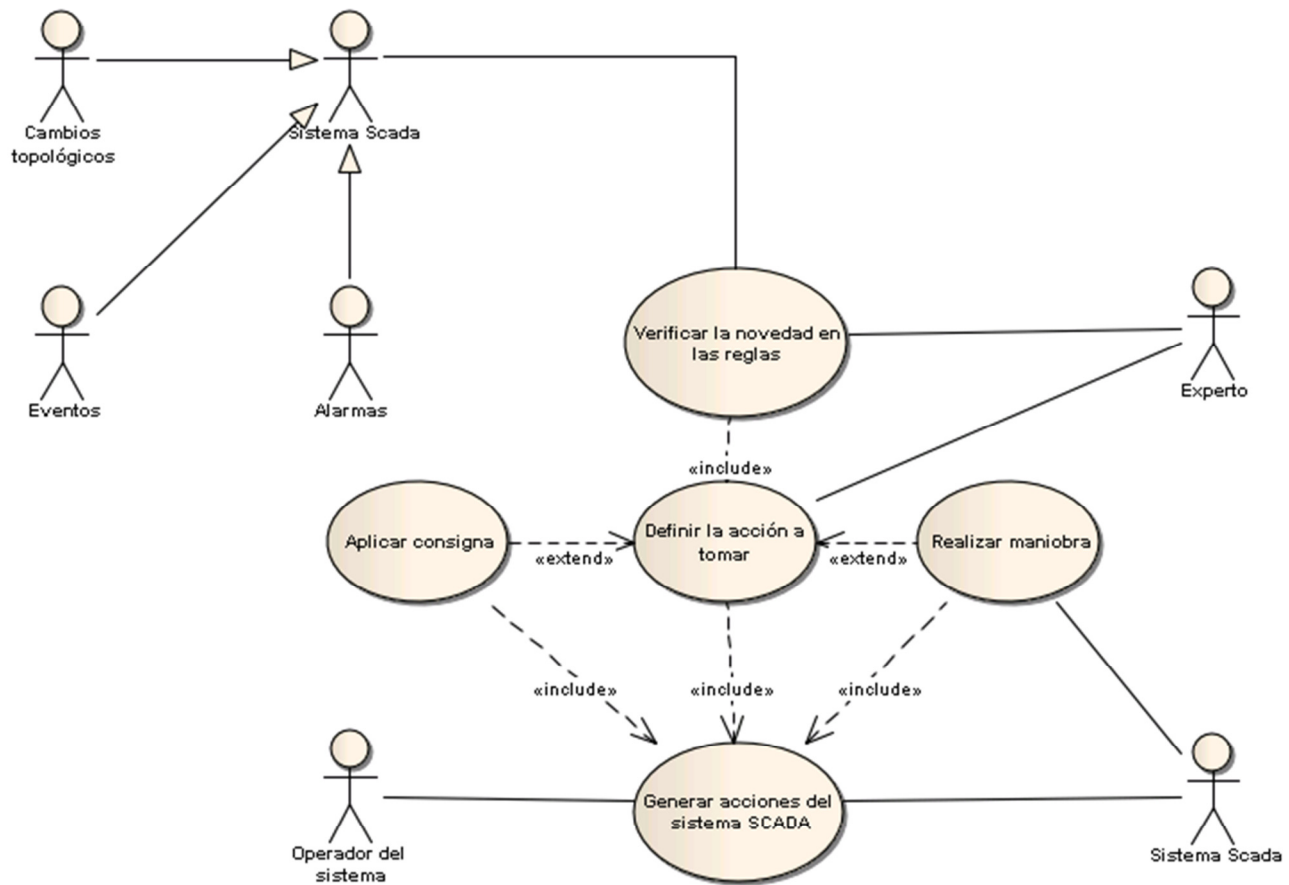 Cambios
topológicos
Sistema Scada
Eventos
Alarmas
Verificar la novedad en
las reglas
Experto
«include»
Aplicar consigna
«extend»
Definir la acción a
tomar
«extend»
Realizar maniobra
«include»
«include»
«include»
Operador del
sistema
Generar acciones del
sistema SCADA
Sistema Scada